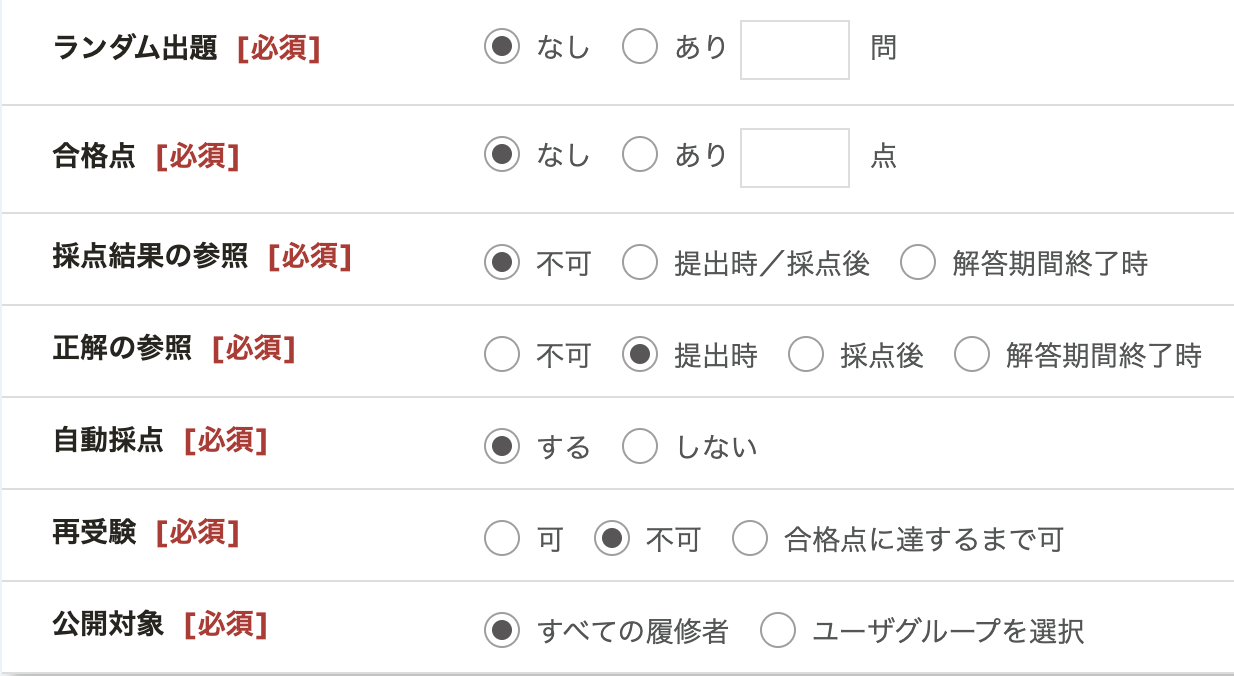 ランダム出題 [必須] なし あり 問
合格点 [必須] なし あり 点
採点結果の参照 [必須] 不可 提出時／採点後 解答期間終了時
正解の参照 [必須] 不可 提出時 採点後 解答期間終了時
自動採点 [必須] する しない
再受験 [必須] 可 不可 合格点に達するまで可
公開対象 [必須] すべての履修者 ユーザグループを選択